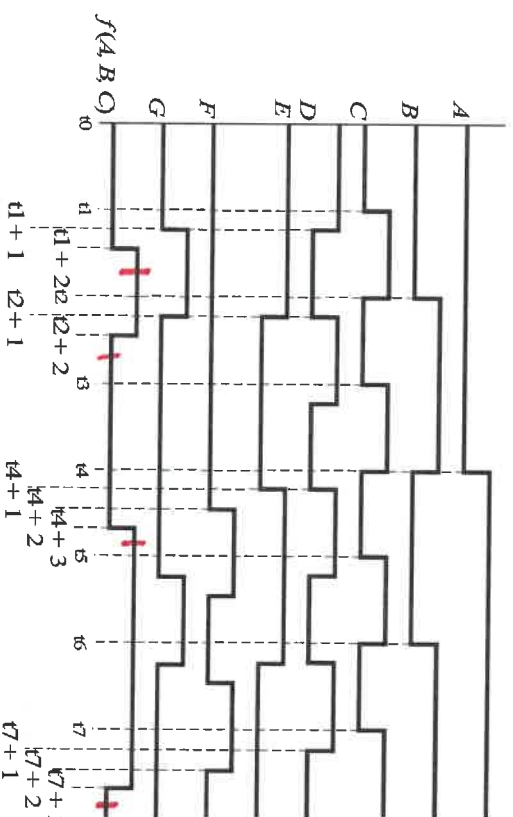 A
B
C
D
E
F
G
f(A, B, C)
t0
t1
t1 + 1
t1 + 2
t2
t2 + 1
t2 + 2
t3
t4
t4 + 1
t4 + 2
t4 + 3
t5
t6
t7
t7 + 1
t7 + 2
t7 +